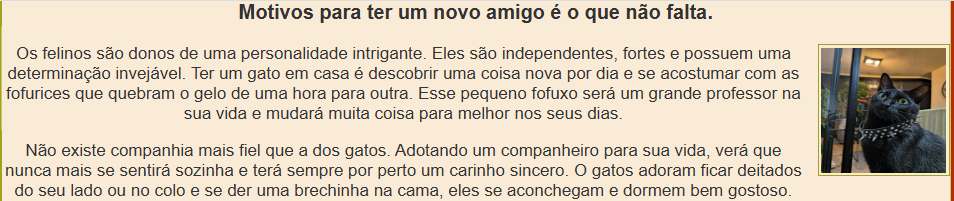 Motivos para ter um novo amigo é o que não falta.
Os felinos são donos de uma personalidade intrigante. Eles são independentes, fortes e possuem uma
determinação invejável. Ter um gato em casa é descobrir uma coisa nova por dia e se acostumar com as
fofurices que quebram o gelo de uma hora para outra. Esse pequeno fofuxo será um grande professor na
sua vida e mudará muita coisa para melhor nos seus dias.
Não existe companhia mais fiel que a dos gatos. Adotando um companheiro para sua vida, verá que
nunca mais se sentirá sozinha e terá sempre por perto um carinho sincero. O gatos adoram ficar deitados
do seu lado ou no colo e se der uma brechinha na cama, eles se aconchegam e dormem bem gostoso.